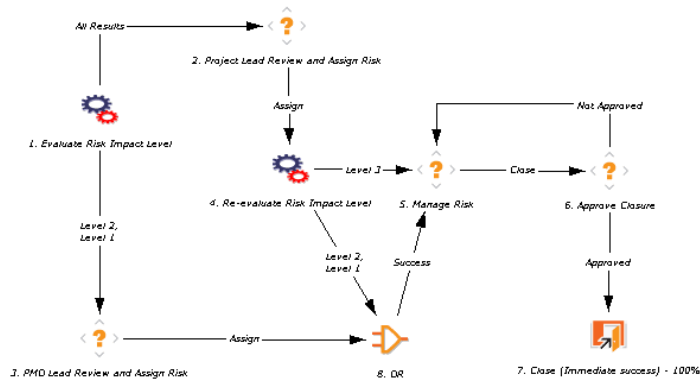 All Results
2. Project Lead Review and Assign Risk
Assign
Not Approved
1. Evaluate Risk Impact Level
Level 3
Close
4. Re-evaluate Risk Impact Level
5. Manage Risk
6. Approve Closure
Level 2,
Level 1
Level 2,
Level 1
Success
Approved
Assign
3. PMO Lead Review and Assign Risk
8. OR
7. Close (Immediate success) - 100%